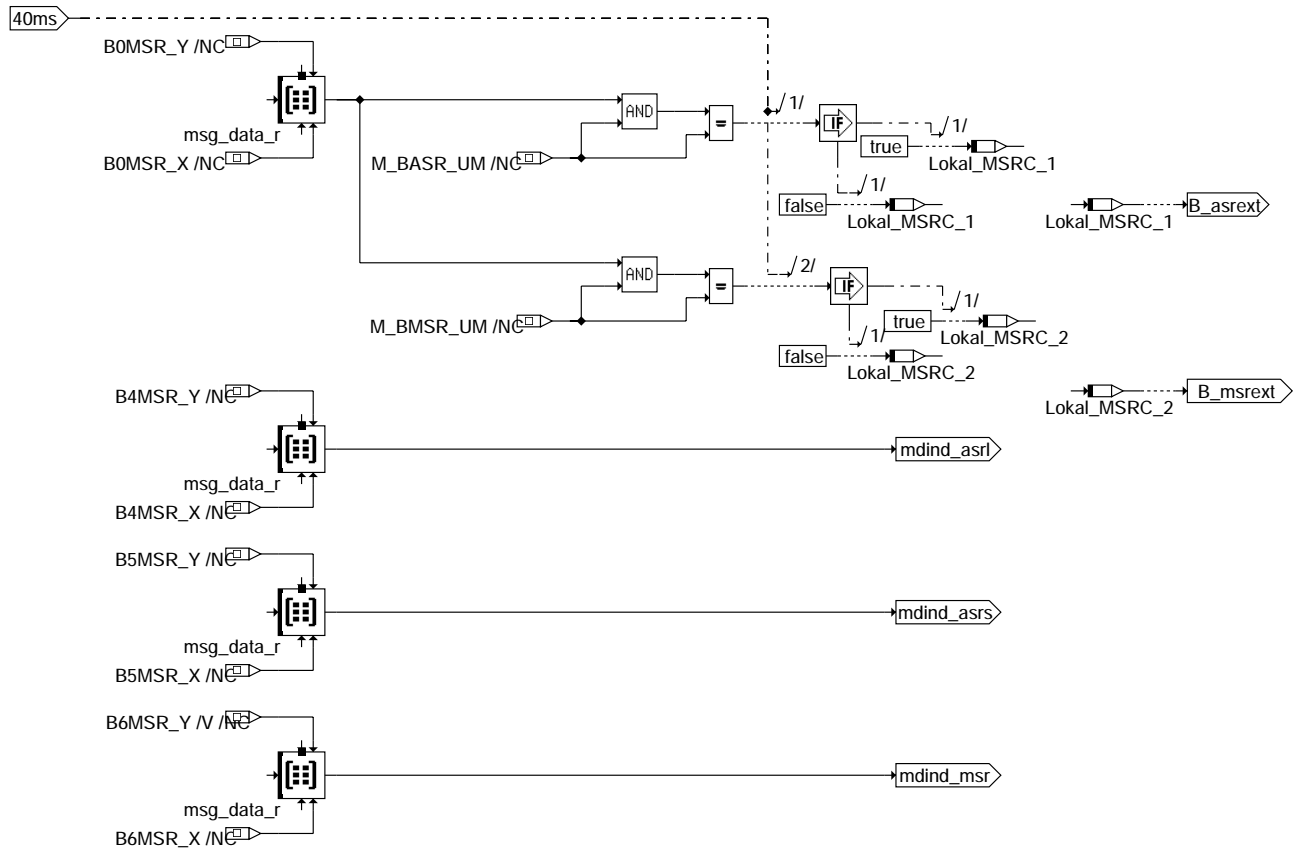 40ms
B0MSR_Y /NC
msg_data_r
B0MSR_X /NC
AND
=
/1/
IF
/1/
true
Lokal_MSRC_1
M_BASR_UM /NC
/1/
false
Lokal_MSRC_1
Lokal_MSRC_1
B_asrext
AND
=
/2/
IF
/1/
true
Lokal_MSRC_2
M_BMSR_UM /NC
/1/
false
Lokal_MSRC_2
Lokal_MSRC_2
B_msrext
B4MSR_Y /NC
msg_data_r
mdind_asrl
B4MSR_X /NC
B5MSR_Y /NC
msg_data_r
mdind_asrs
B5MSR_X /NC
B6MSR_Y /V /NC
msg_data_r
mdind_msr
B6MSR_X /NC